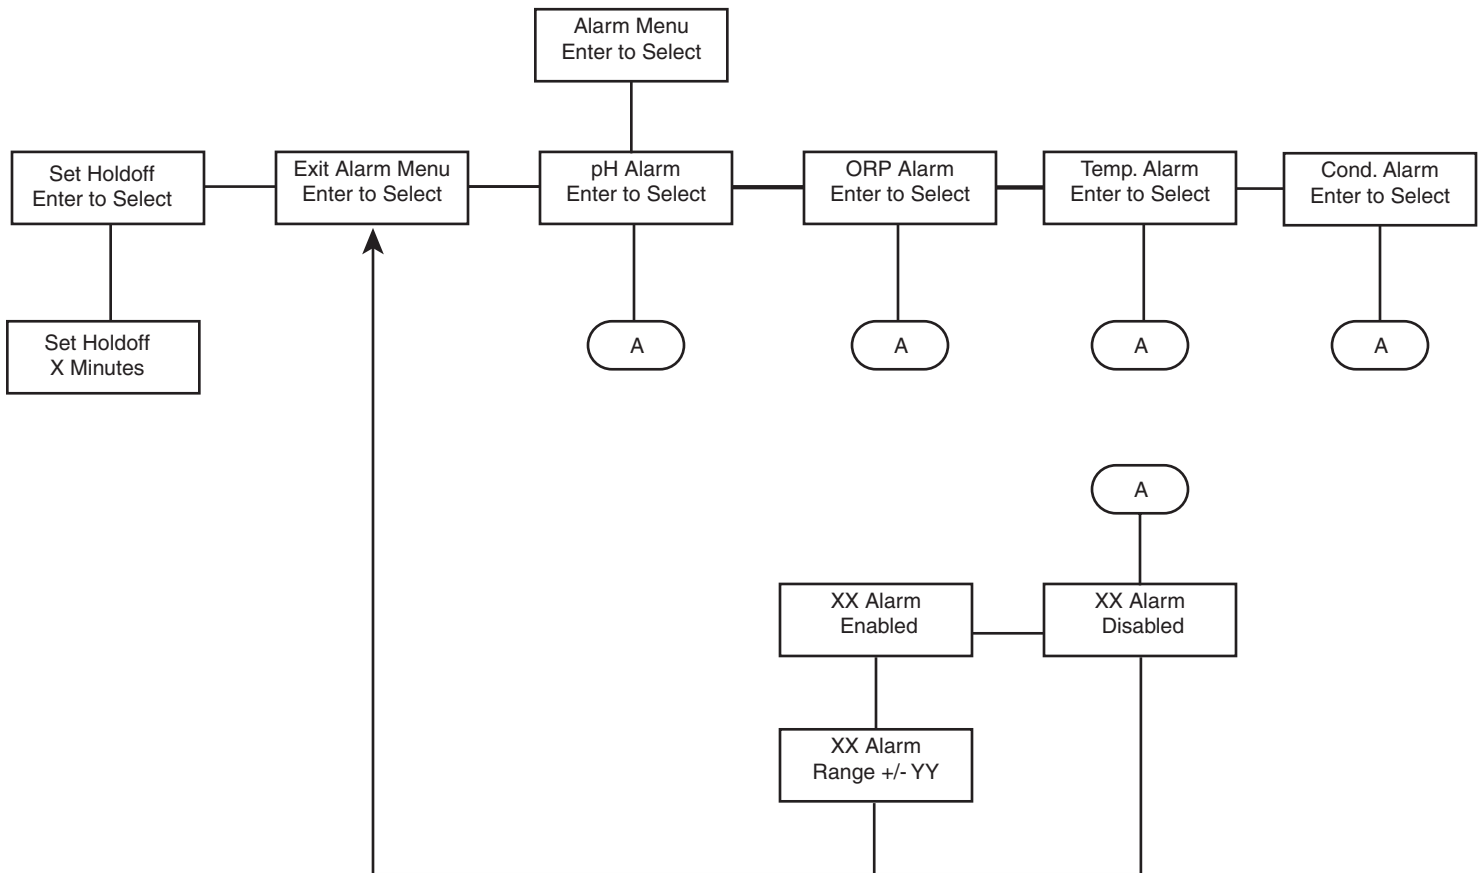 Alarm Menu
Enter to Select
Set Holdoff
Enter to Select
Exit Alarm Menu
Enter to Select
pH Alarm
Enter to Select
ORP Alarm
Enter to Select
Temp. Alarm
Enter to Select
Cond. Alarm
Enter to Select
Set Holdoff
X Minutes
A
A
A
A
A
XX Alarm
Enabled
XX Alarm
Disabled
XX Alarm
Range +/- YY